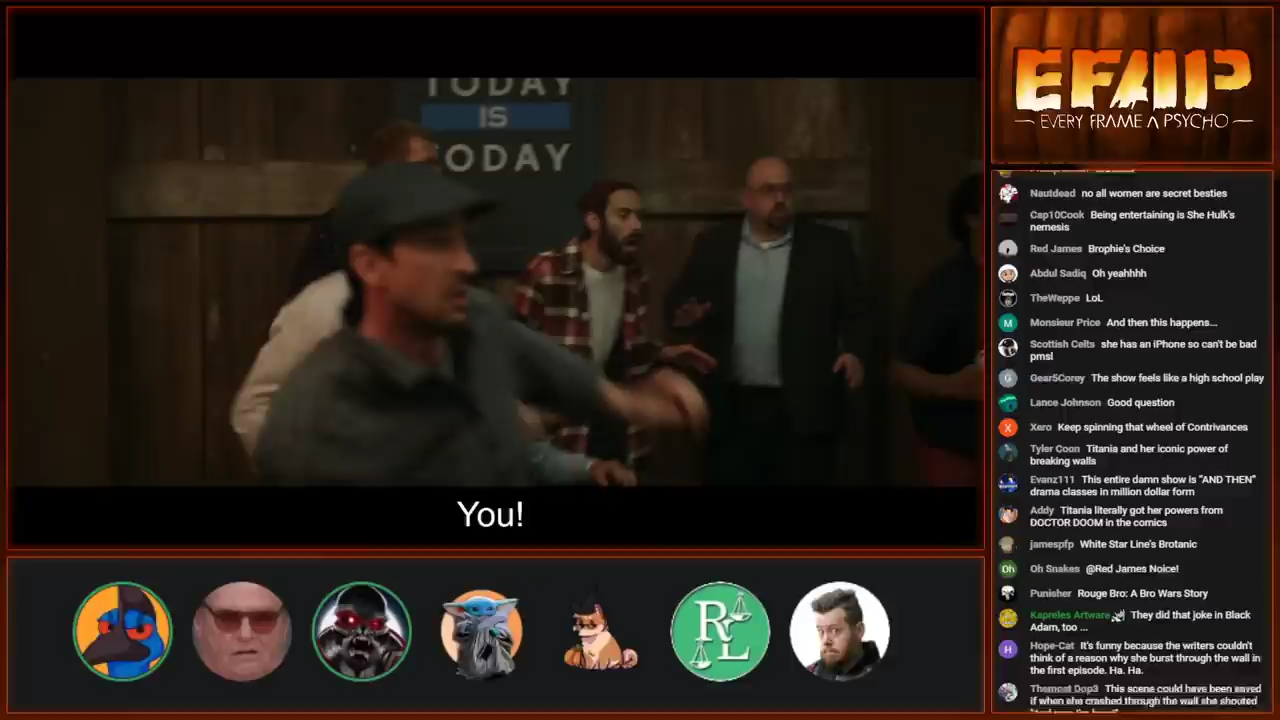 TODAY
IS
TODAY
You!
EFAP
EVERY FRAME A PSYCHO
Nautdead no all women are secret besties
Cap10Cook Being entertaining is She Hulk's
nemesis
Red James Brophie's Choice
Abdul Sadiq Oh yeahhhh
TheWeppe LoL
M
Monsieur Price And then this happens...
Scottish Celts she has an iPhone so can't be bad
pmsl
G
Gear5Corey The show feels like a high school play
Lance Johnson Good question
X
Xero Keep spinning that wheel of Contrivances
Tyler Coon Titania and her iconic power of
breaking walls
Evanz111 This entire damn show is "AND THEN"
drama classes in million dollar form
Addy Titania literally got her powers from
DOCTOR DOOM in the comics
jamespfp White Star Line's Brotanic
Oh
Oh Snakes @Red James Noice!
Punisher Rouge Bro: A Bro Wars Story
Kapreles Artware They did that joke in Black
Adam, too ...
H
Hope-Cat It's funny because the writers couldn't
think of a reason why she burst through the wall in
the first episode. Ha. Ha.
Themost Dop3 This scene could have been saved
if when she crashed through the wall she shouted
RL